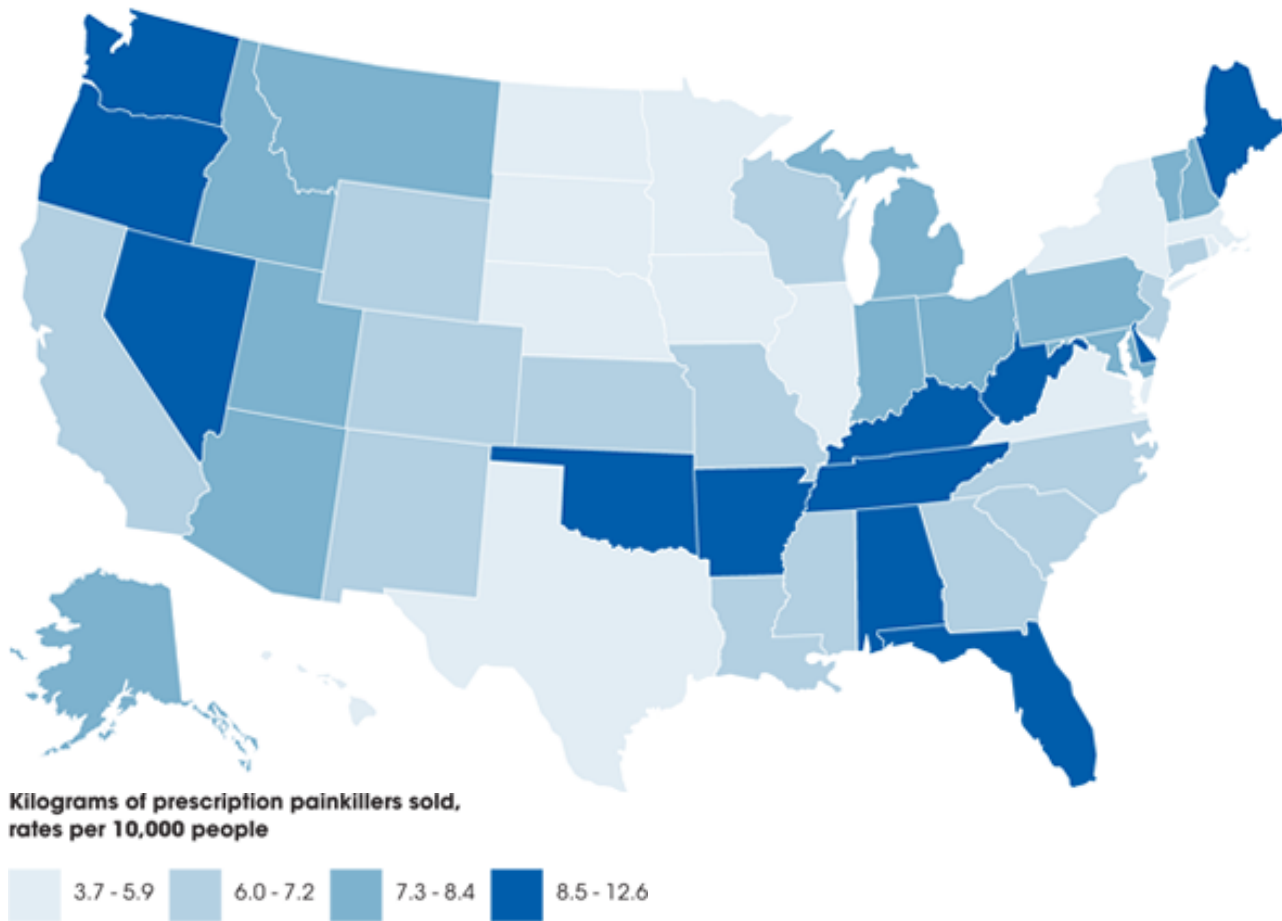 Kilograms of prescription painkillers sold,
rates per 10,000 people
3.7 - 5.9 6.0 - 7.2 7.3 - 8.4 8.5 - 12.6